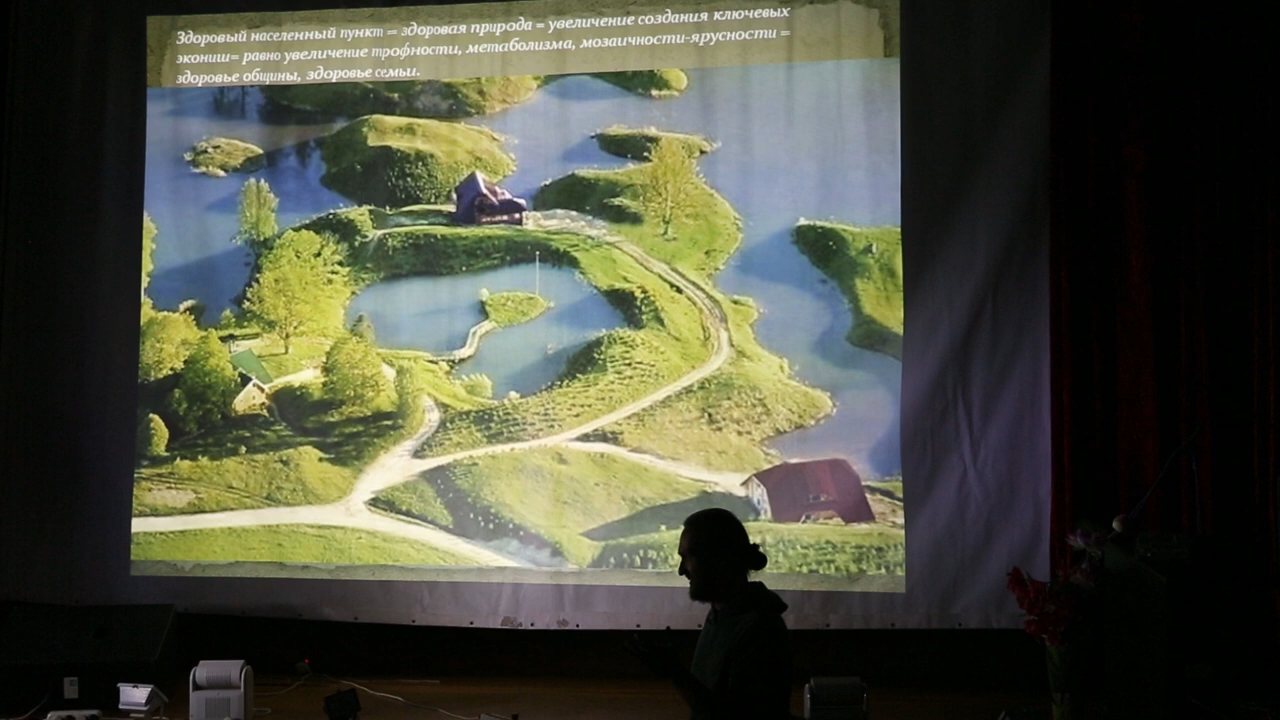 Здоровый населенный пункт = здоровая природа = увеличение создания ключевых
экониш= равно увеличение трофности, метаболизма, мозаичности-ярусности =
здоровье общины, здоровье семьи.